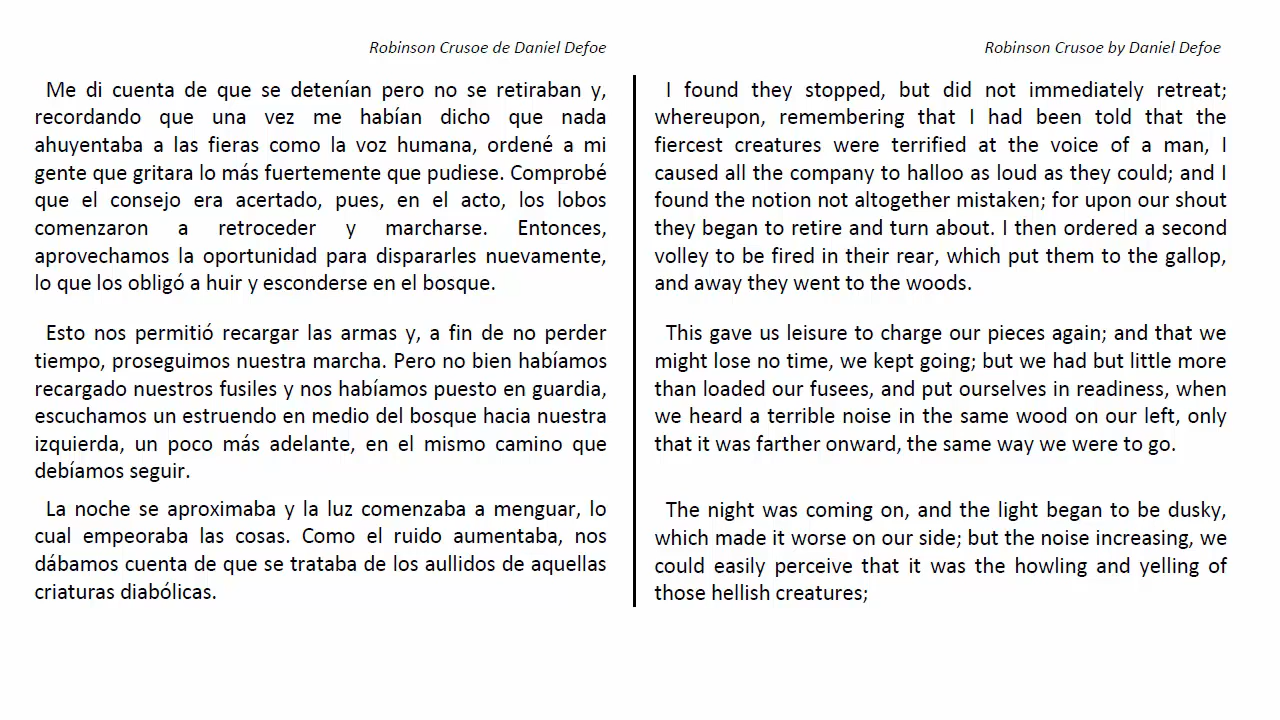 Robinson Crusoe de Daniel Defoe
Me di cuenta de que se detenían pero no se retiraban y,
recordando que una vez me habían dicho que nada
ahuyentaba a las fieras como la voz humana, ordené a mi
gente que gritara lo más fuertemente que pudiese. Comprobé
que el consejo era acertado, pues, en el acto, los lobos
comenzaron a retroceder y marcharse. Entonces,
aprovechamos la oportunidad para dispararles nuevamente,
lo que los obligó a huir y esconderse en el bosque.
Esto nos permitió recargar las armas y, a fin de no perder
tiempo, proseguimos nuestra marcha. Pero no bien habíamos
recargado nuestros fusiles y nos habíamos puesto en guardia,
escuchamos un estruendo en medio del bosque hacia nuestra
izquierda, un poco más adelante, en el mismo camino que
debíamos seguir.
La noche se aproximaba y la luz comenzaba a menguar, lo
cual empeoraba las cosas. Como el ruido aumentaba, nos
dábamos cuenta de que se trataba de los aullidos de aquellas
criaturas diabólicas.
Robinson Crusoe by Daniel Defoe
I found they stopped, but did not immediately retreat;
whereupon, remembering that I had been told that the
fiercest creatures were terrified at the voice of a man, I
caused all the company to halloo as loud as they could; and I
found the notion not altogether mistaken; for upon our shout
they began to retire and turn about. I then ordered a second
volley to be fired in their rear, which put them to the gallop,
and away they went to the woods.
This gave us leisure to charge our pieces again; and that we
might lose no time, we kept going; but we had but little more
than loaded our fusees, and put ourselves in readiness, when
we heard a terrible noise in the same wood on our left, only
that it was farther onward, the same way we were to go.
The night was coming on, and the light began to be dusky,
which made it worse on our side; but the noise increasing, we
could easily perceive that it was the howling and yelling of
those hellish creatures;